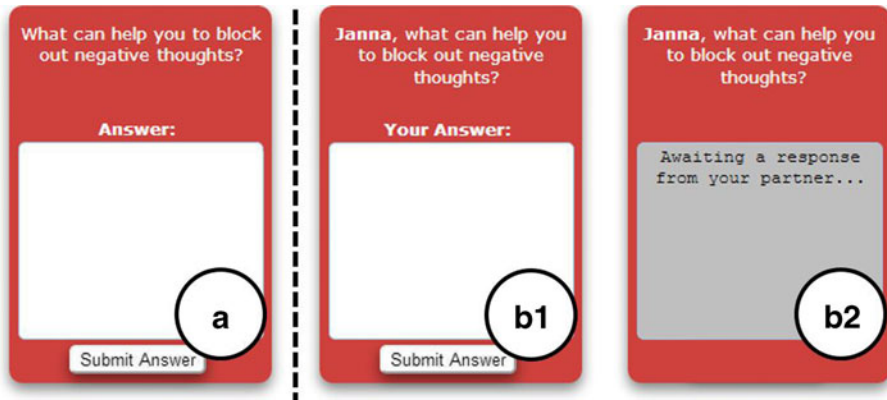 What can help you to block
out negative thoughts?
Answer:
Submit Answer
a
Janna, what can help you
to block out negative
thoughts?
Your Answer:
Submit Answer
b1
Janna, what can help you
to block out negative
thoughts?
Awaiting a response
from your partner...
b2